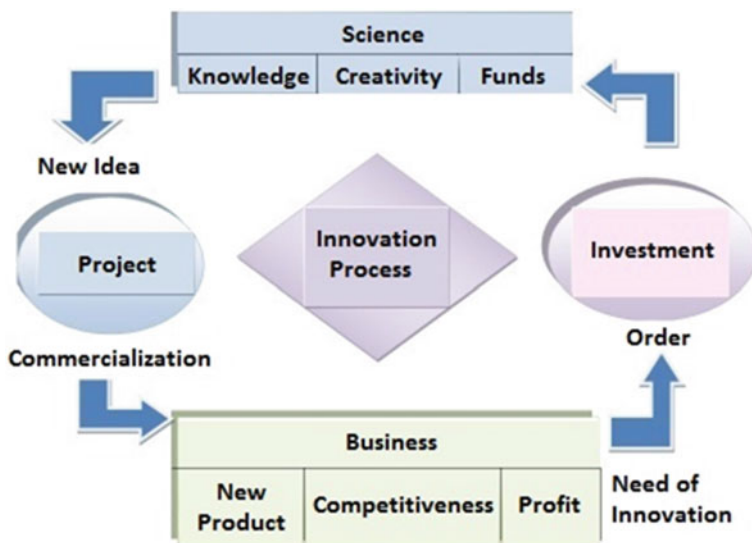 Science
Knowledge Creativity Funds
New Idea
Project
Innovation
Process
Investment
Commercialization
Order
Business
New
Product
Competitiveness
Profit
Need of
Innovation